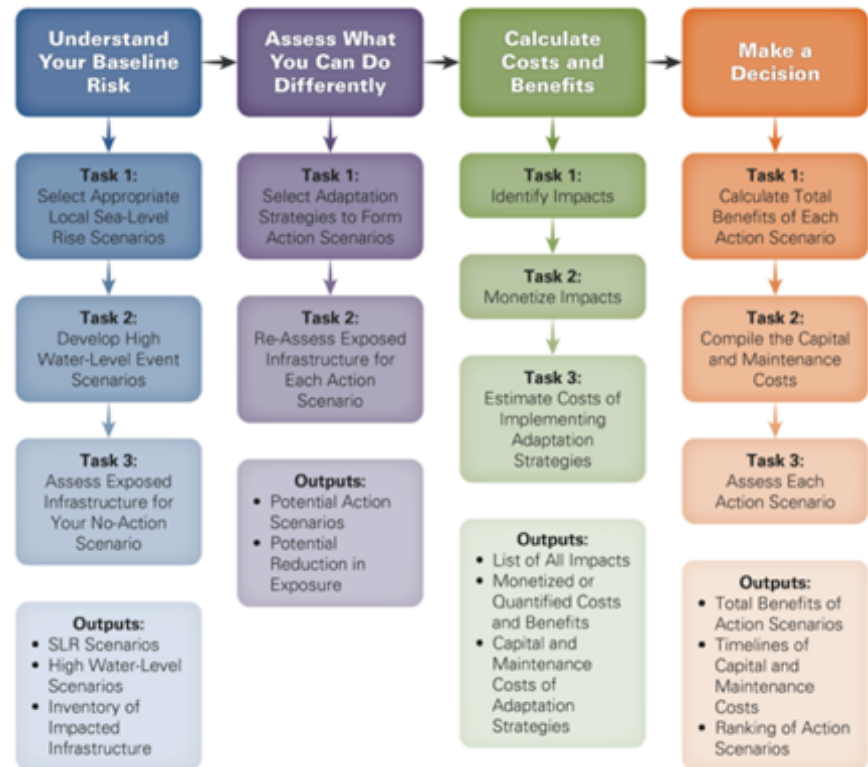 Understand
Your Baseline
Risk
Task 1:
Select Appropriate
Local Sea-Level
Rise Scenarios
Task 2:
Develop High
Water-Level Event
Scenarios
Task 3:
Assess Exposed
Infrastructure for
Your No-Action
Scenario
Outputs:
• SLR Scenarios
• High Water-Level
Scenarios
• Inventory of
Impacted
Infrastructure
Assess What
You Can Do
Differently
Task 1:
Select Adaptation
Strategies to Form
Action Scenarios
Task 2:
Re-Assess Exposed
Infrastructure for
Each Action
Scenario
Outputs:
• Potential Action
Scenarios
• Potential
Reduction in
Exposure
Calculate
Costs and
Benefits
Task 1:
Identify Impacts
Task 2:
Monetize Impacts
Task 3:
Estimate Costs of
Implementing
Adaptation
Strategies
Outputs:
• List of All Impacts
• Monetized or
Quantified Costs
and Benefits
• Capital and
Maintenance
Costs of
Adaptation
Strategies
Make a
Decision
Task 1:
Calculate Total
Benefits of Each
Action Scenario
Task 2:
Compile the Capital
and Maintenance
Costs
Task 3:
Assess Each
Action Scenario
Outputs:
• Total Benefits of
Action Scenarios
• Timelines of
Capital and
Maintenance
Costs
• Ranking of Action
Scenarios